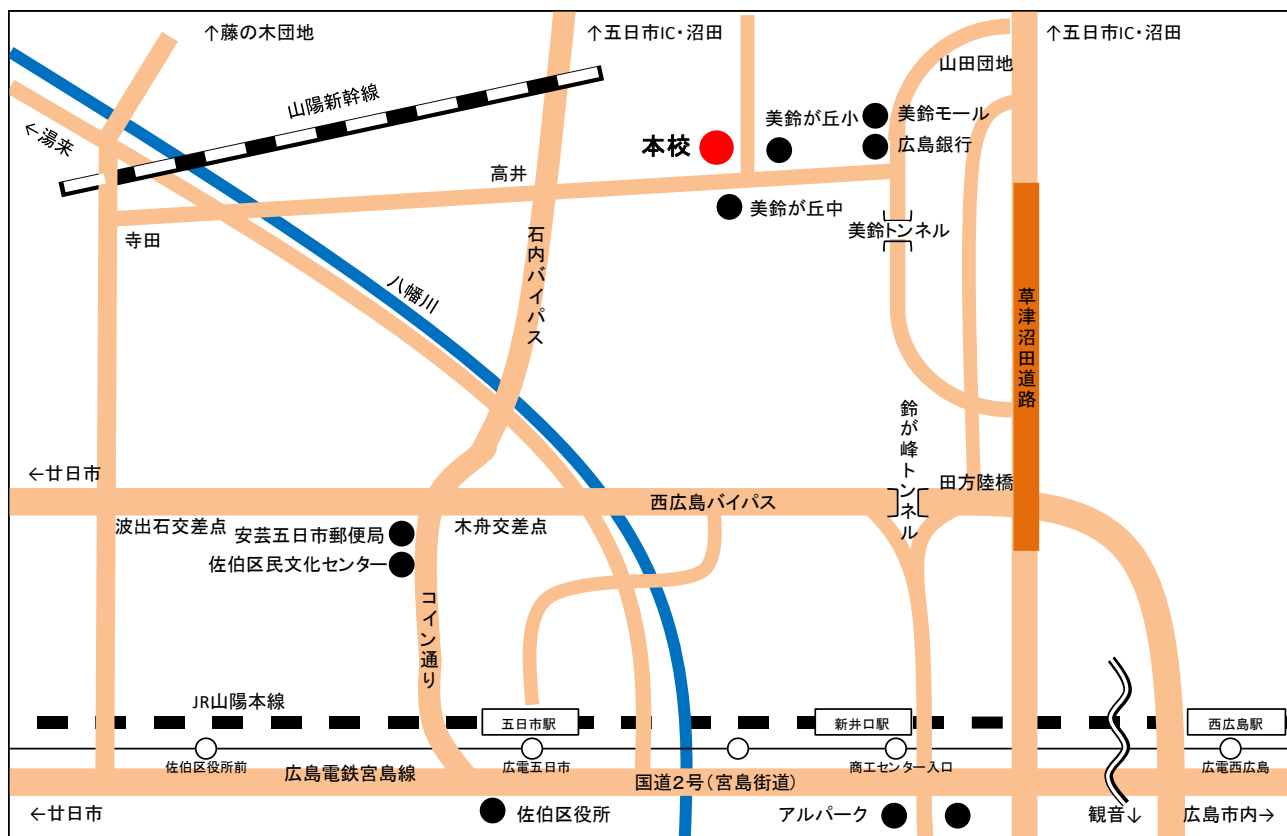 ↑藤の木団地
↑五日市IC・沼田
↑五日市IC・沼田
山田団地
山陽新幹線
←湯来
美鈴が丘小
美鈴モール
本校
広島銀行
高井
美鈴が丘中
寺田
美鈴トンネル
石内バイパス
八幡川
草津沼田道路
鈴が峰トンネル
←廿日市
田方陸橋
西広島バイパス
波出石交差点
安芸五日市郵便局
木舟交差点
佐伯区民文化センター
コイン通り
JR山陽本線
五日市駅
新井口駅
西広島駅
佐伯区役所前
広電五日市
商工センター入口
広電西広島
広島電鉄宮島線
国道2号(宮島街道)
←廿日市
佐伯区役所
アルパーク
観音↓
広島市内→